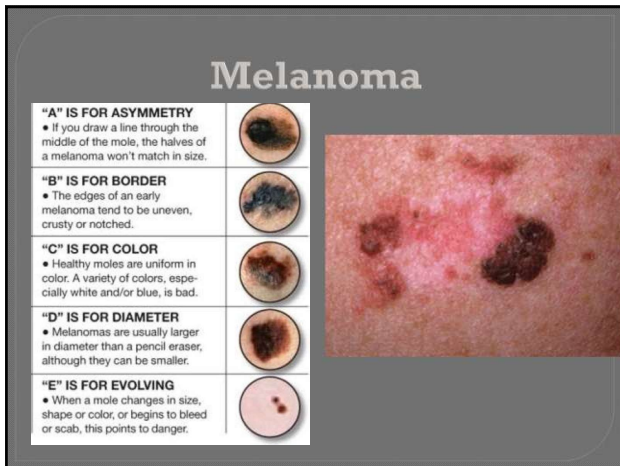 Melanoma
"A" IS FOR ASYMMETRY
• If you draw a line through the
middle of the mole, the halves of
a melanoma won't match in size.
"B" IS FOR BORDER
• The edges of an early
melanoma tend to be uneven,
crusty or notched.
"C" IS FOR COLOR
• Healthy moles are uniform in
color. A variety of colors, espe-
cially white and/or blue, is bad.
"D" IS FOR DIAMETER
• Melanomas are usually larger
in diameter than a pencil eraser,
although they can be smaller.
"E" IS FOR EVOLVING
• When a mole changes in size,
shape or color, or begins to bleed
or scab, this points to danger.